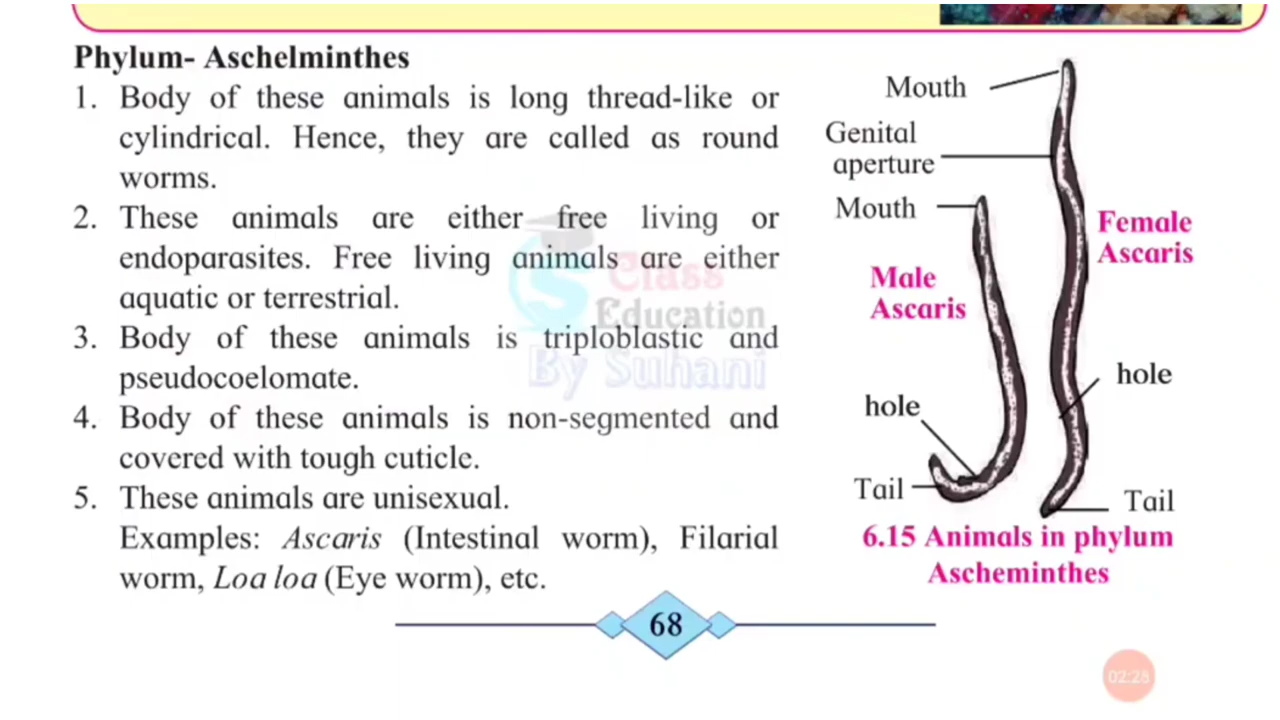 Phylum- Aschelminthes
1. Body of these animals is long thread-like or
cylindrical. Hence, they are called as round
worms.
2. These animals are either free living or
endoparasites. Free living animals are either
aquatic or terrestrial.
3. Body of these animals is triploblastic and
pseudocoelomate.
4. Body of these animals is non-segmented and
covered with tough cuticle.
5. These animals are unisexual.
Examples: Ascaris (Intestinal worm), Filarial
worm, Loa loa (Eye worm), etc.
Class
Education
By Suhani
Mouth
Genital
aperture
Mouth
Female
Ascaris
Male
Ascaris
hole
hole
Tail
Tail
6.15 Animals in phylum
Ascheminthes
68
02:28